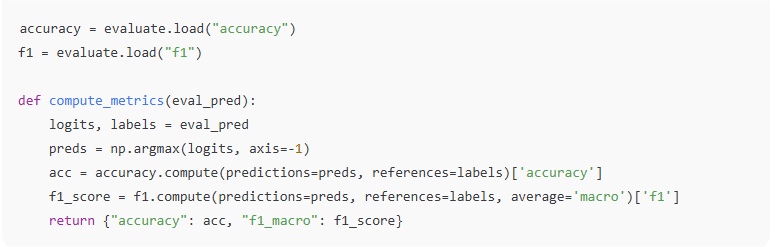 accuracy = evaluate.load("accuracy")
f1 = evaluate.load("f1")

def compute_metrics(eval_pred):
    logits, labels = eval_pred
    preds = np.argmax(logits, axis=-1)
    acc = accuracy.compute(predictions=preds, references=labels)['accuracy']
    f1_score = f1.compute(predictions=preds, references=labels, average='macro')['f1']
    return {"accuracy": acc, "f1_macro": f1_score}